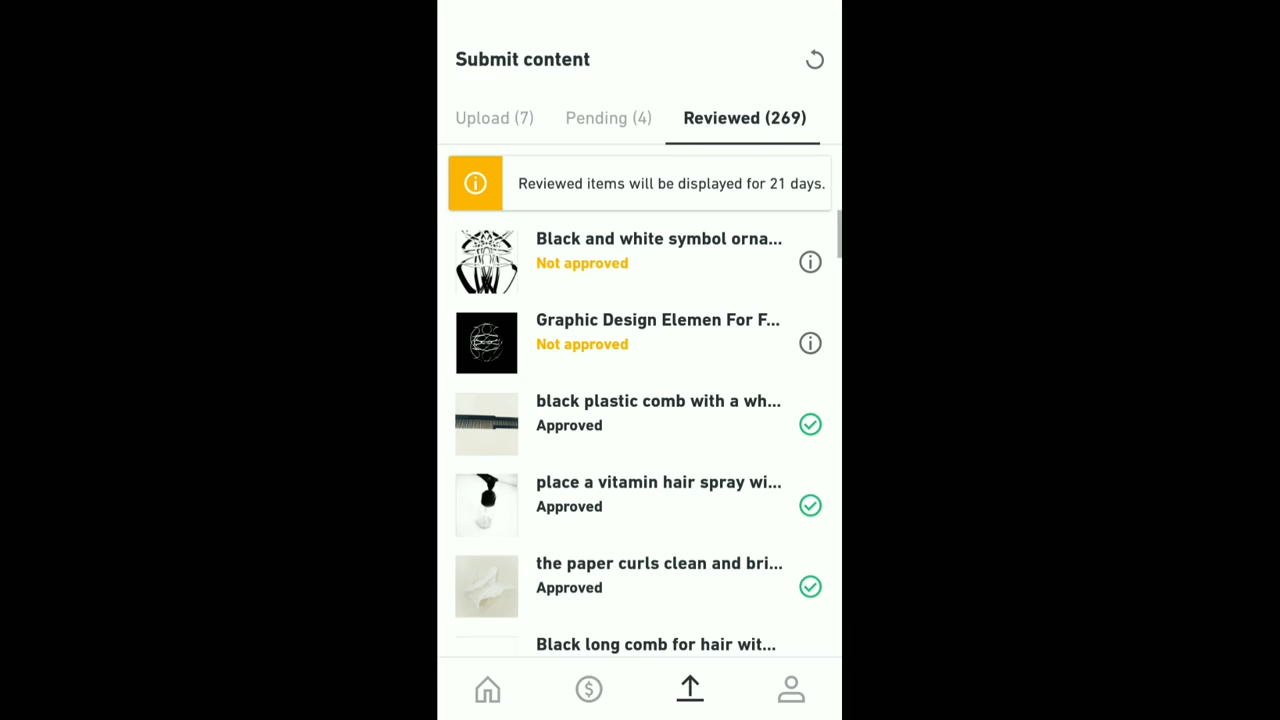 Submit content
Upload (7) Pending (4) Reviewed (269)
Reviewed items will be displayed for 21 days.
Black and white symbol orna...
Not approved
Graphic Design Elemen For F...
Not approved
black plastic comb with a wh...
Approved
place a vitamin hair spray wi...
Approved
the paper curls clean and bri...
Approved
Black long comb for hair wit...